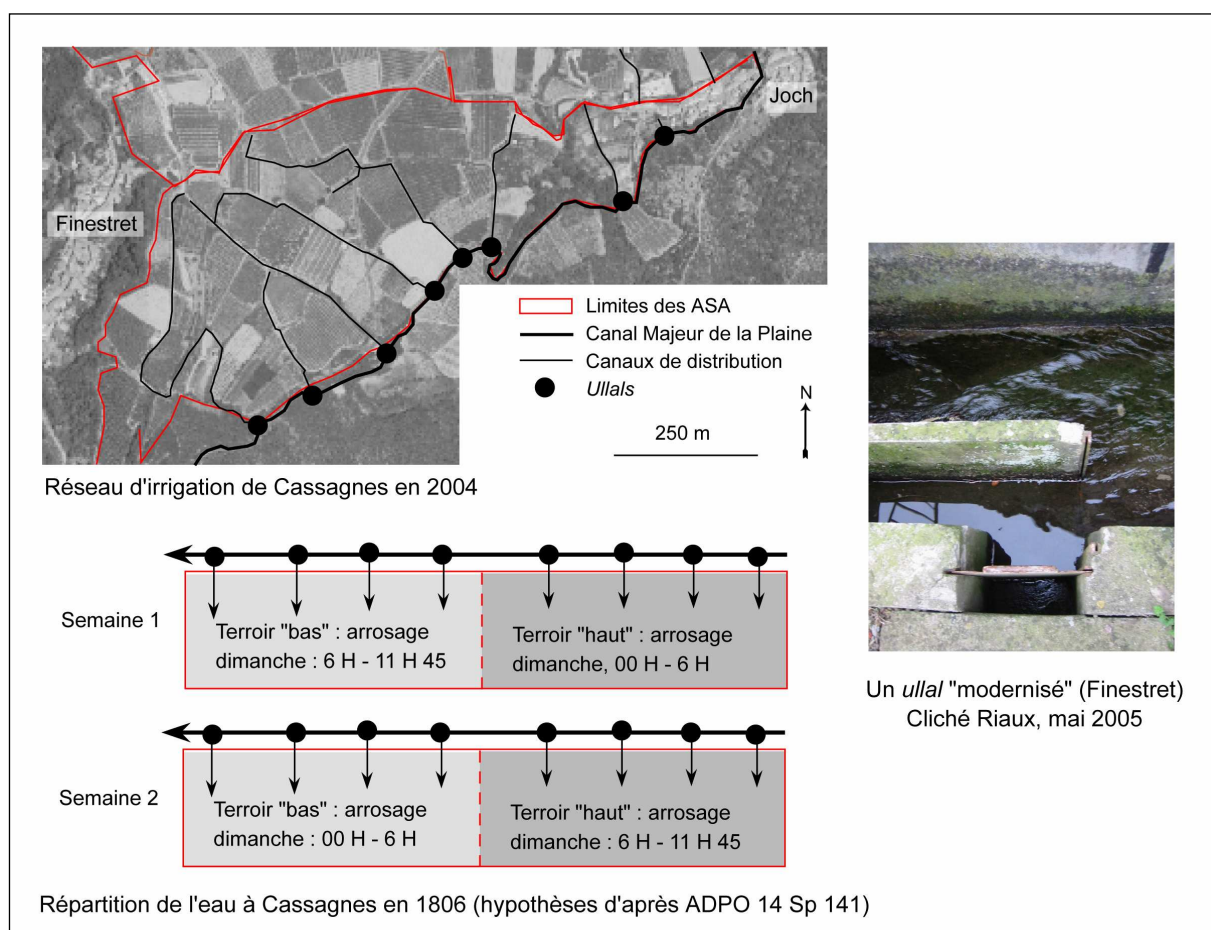 Joch
Finestret
Limites des ASA
Canal Majeur de la Plaine
Canaux de distribution
Ullals
N
250 m
Réseau d'irrigation de Cassagnes en 2004
Un ullal "modernisé" (Finestret)
Cliché Riaux, mai 2005
Semaine 1
Terroir "bas" : arrosage
dimanche : 6 H - 11 H 45
Terroir "haut" : arrosage
dimanche, 00 H - 6 H
Semaine 2
Terroir "bas" : arrosage
dimanche : 00 H - 6 H
Terroir "haut" : arrosage
dimanche : 6 H - 11 H 45
Répartition de l'eau à Cassagnes en 1806 (hypothèses d'après ADPO 14 Sp 141)